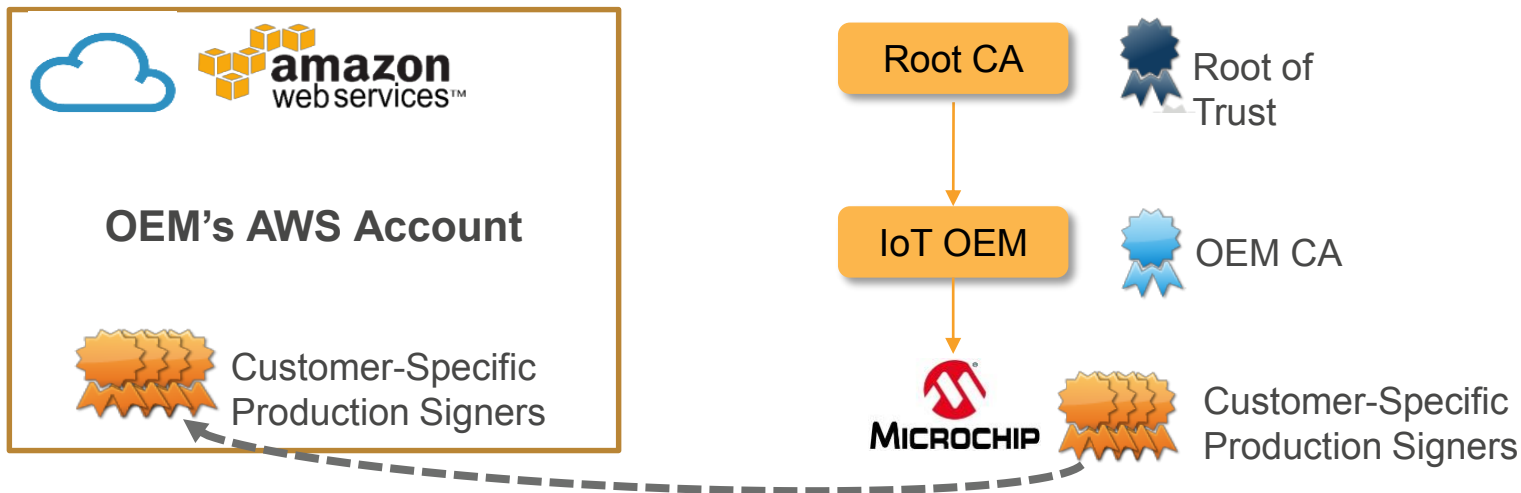 amazon
web services™
OEM’s AWS Account
Customer-Specific
Production Signers
Root CA
Root of
Trust
IoT OEM
OEM CA
MICROCHIP
®
Customer-Specific
Production Signers